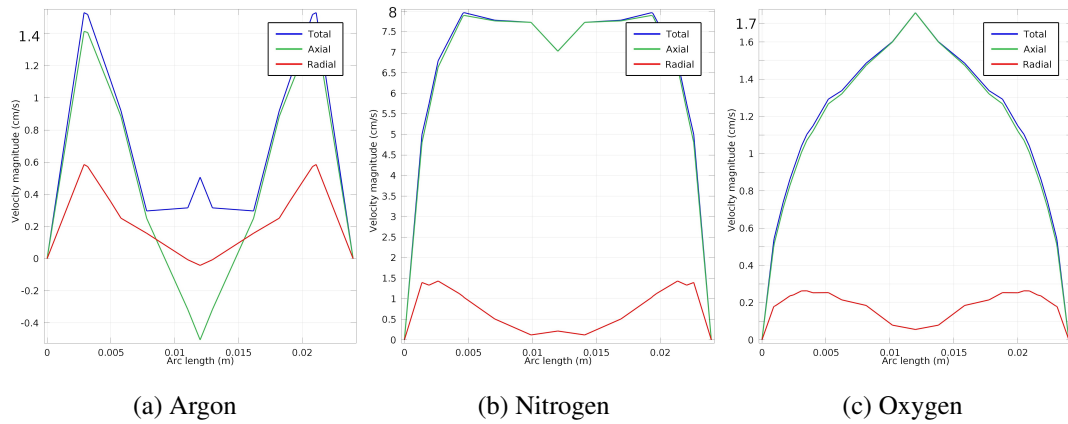 1.4
1
0.8
0.6
0.4
0.2
0
-0.2
-0.4
Velocity magnitude (cm/s)
0 0.005 0.01 0.015 0.02
Arc length (m)
Total
Axial
Radial
(a) Argon
8
7.5
7
6.5
6
5.5
5
4.5
4
3.5
3
2.5
2
1.5
1
0.5
0
Velocity magnitude (cm/s)
0 0.005 0.01 0.015 0.02
Arc length (m)
Total
Axial
Radial
(b) Nitrogen
1.7
1.6
1.4
1.2
1
0.8
0.6
0.4
0.2
0
Velocity magnitude (cm/s)
0 0.005 0.01 0.015 0.02
Arc length (m)
Total
Axial
Radial
(c) Oxygen